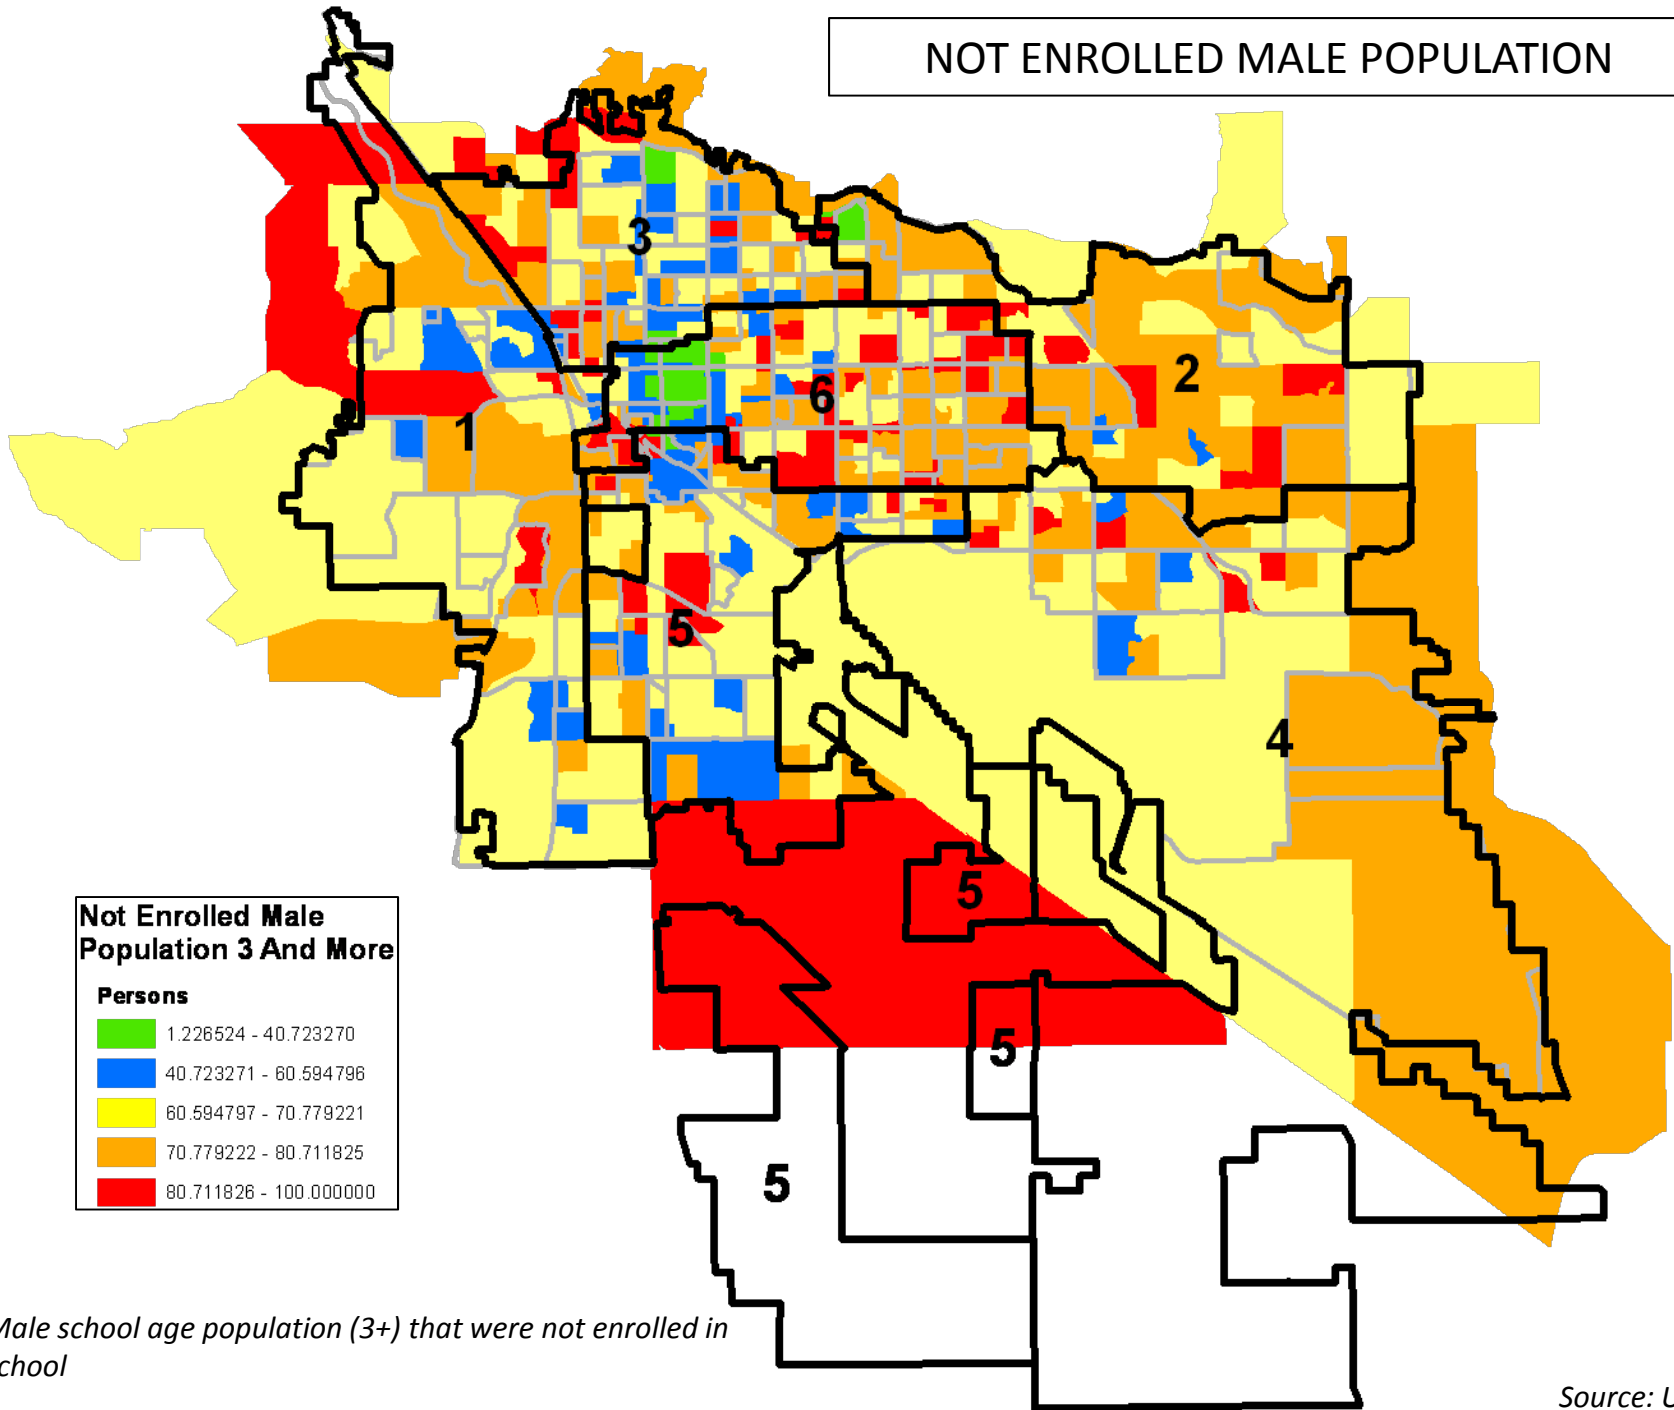 NOT ENROLLED MALE POPULATION
3
2
6
1
5
4
5
5
5
Not Enrolled Male
Population 3 And More
Persons
1.226524 - 40.723270
40.723271 - 60.594796
60.594797 - 70.779221
70.779222 - 80.711825
80.711826 - 100.000000
Male school age population (3+) that were not enrolled in
chool
Source: U